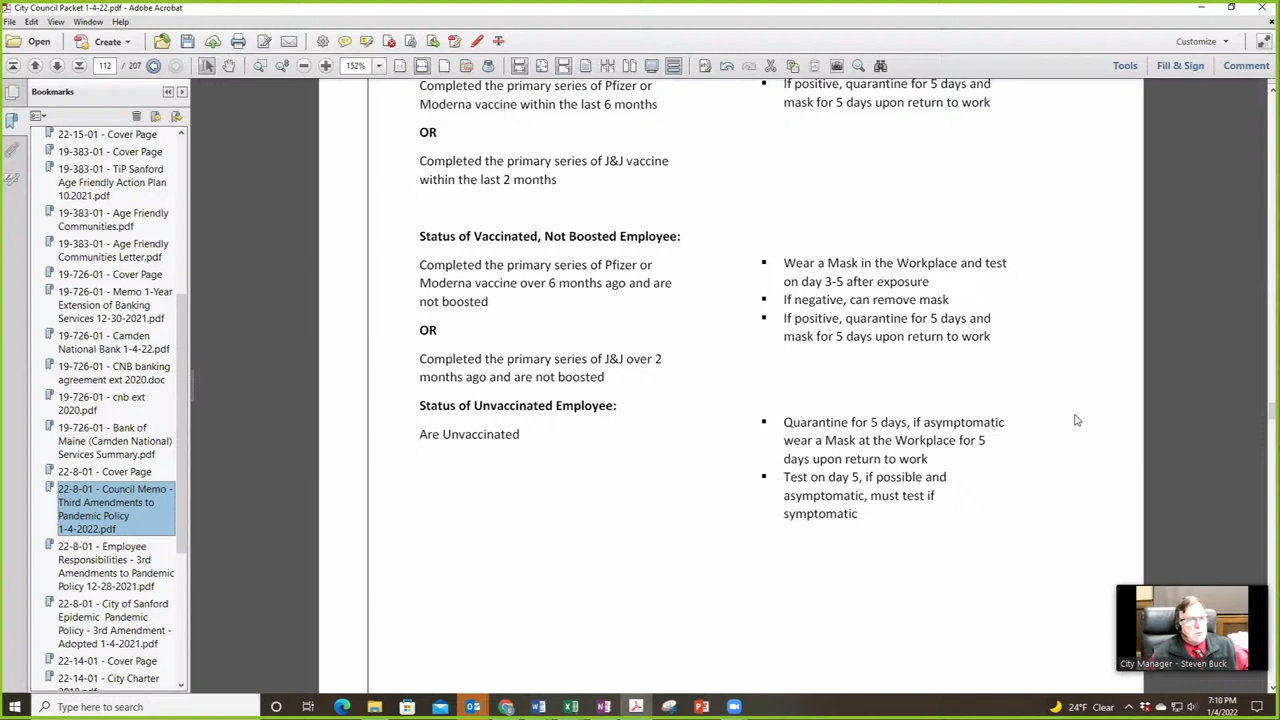 City Council Packet 1-4-22.pdf - Adobe Acrobat
File Edit View Window Help
Open Create Customize
112 / 207 152% Tools Fill & Sign Comment
Bookmarks
22-15-01 - Cover Page
19-383-01 - Cover Page
19-383-01 - TiP Sanford
Age Friendly Action Plan
10.2021.pdf
19-383-01 - Age Friendly
Communities.pdf
19-383-01 - Age Friendly
Communities Letter.pdf
19-726-01 - Cover Page
19-726-01 - Memo 1-Year
Extension of Banking
Services 12-30-2021.pdf
19-726-01 - Camden
National Bank 1-4-22.pdf
19-726-01 - CNB banking
agreement ext 2020.doc
19-726-01 - cnb ext
2020.pdf
19-726-01 - Bank of
Maine (Camden National)
Services Summary.pdf
22-8-01 - Cover Page
22-8-01 - Council Memo -
Third Amendments to
Pandemic Policy
1-4-2022.pdf
22-8-01 - Employee
Responsibilities - 3rd
Amendments to Pandemic
Policy 12-28-2021.pdf
22-8-01 - City of Sanford
Epidemic Pandemic
Policy - 3rd Amendment -
Adopted 1-4-2021.pdf
22-14-01 - Cover Page
22-14-01 - City Charter
Completed the primary series of Pfizer or
Moderna vaccine within the last 6 months
OR
Completed the primary series of J&J vaccine
within the last 2 months
▪ If positive, quarantine for 5 days and
mask for 5 days upon return to work
Status of Vaccinated, Not Boosted Employee:
Completed the primary series of Pfizer or
Moderna vaccine over 6 months ago and are
not boosted
OR
Completed the primary series of J&J over 2
months ago and are not boosted
▪ Wear a Mask in the Workplace and test
on day 3-5 after exposure
▪ If negative, can remove mask
▪ If positive, quarantine for 5 days and
mask for 5 days upon return to work
Status of Unvaccinated Employee:
Are Unvaccinated
▪ Quarantine for 5 days, if asymptomatic
wear a Mask at the Workplace for 5
days upon return to work
▪ Test on day 5, if possible and
asymptomatic, must test if
symptomatic
City Manager - Steven Buck
Type here to search
24°F Clear
7:10 PM
1/4/2022